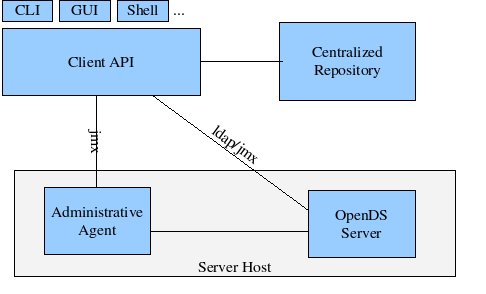 CLI GUI Shell ...
Client API
Centralized
Repository
jmx
ldap/jmx
Administrative
Agent
OpenDS
Server
Server Host